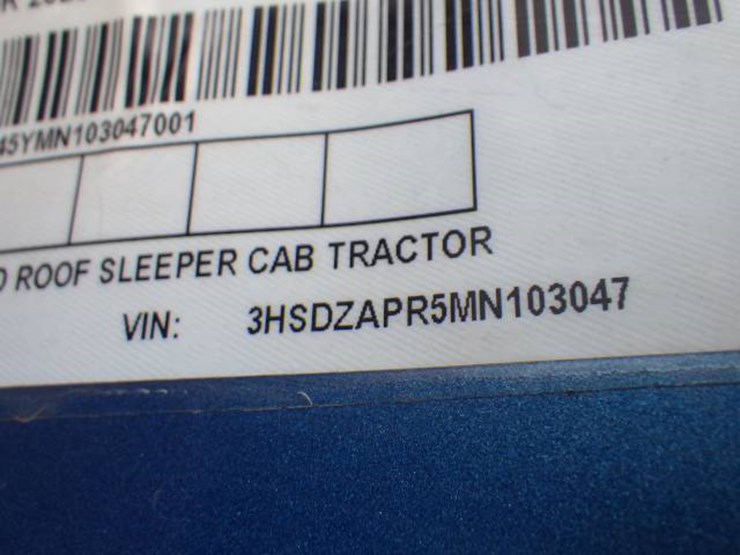 45YMN103047001
ROOF SLEEPER CAB TRACTOR
VIN: 3HSDZAPR5MN103047